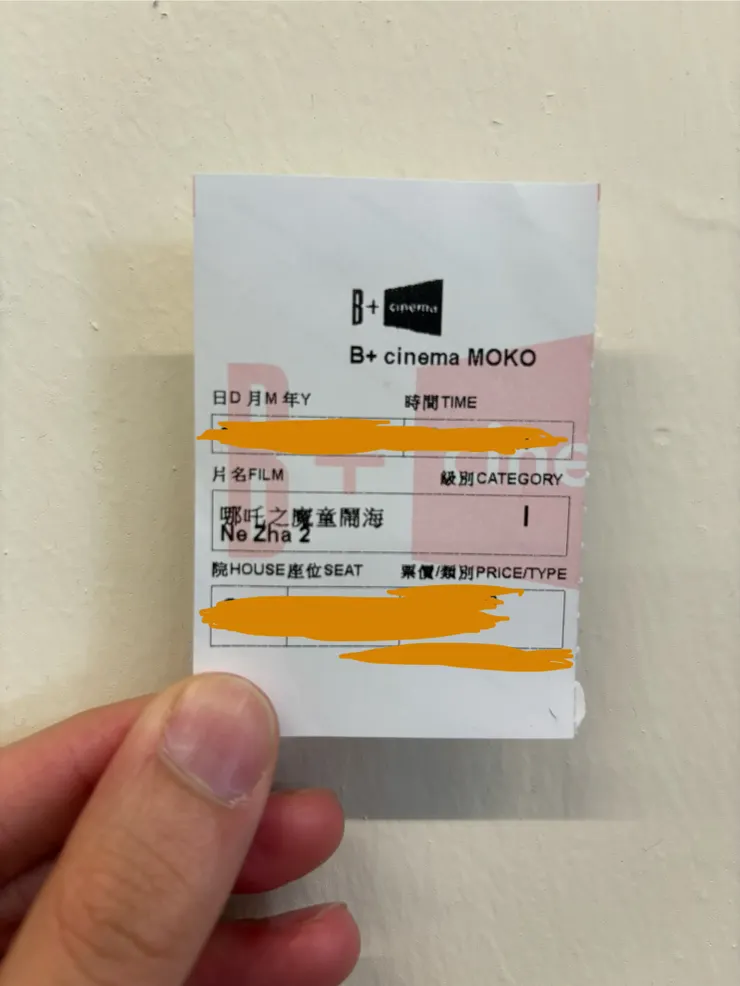 B+ cinema
B+ cinema MOKO
日D 月M 年Y 時間TIME
片名FILM 級別CATEGORY
哪吒之魔童鬧海 I
Ne Zha 2
院HOUSE 座位SEAT 票價/類別PRICE/TYPE